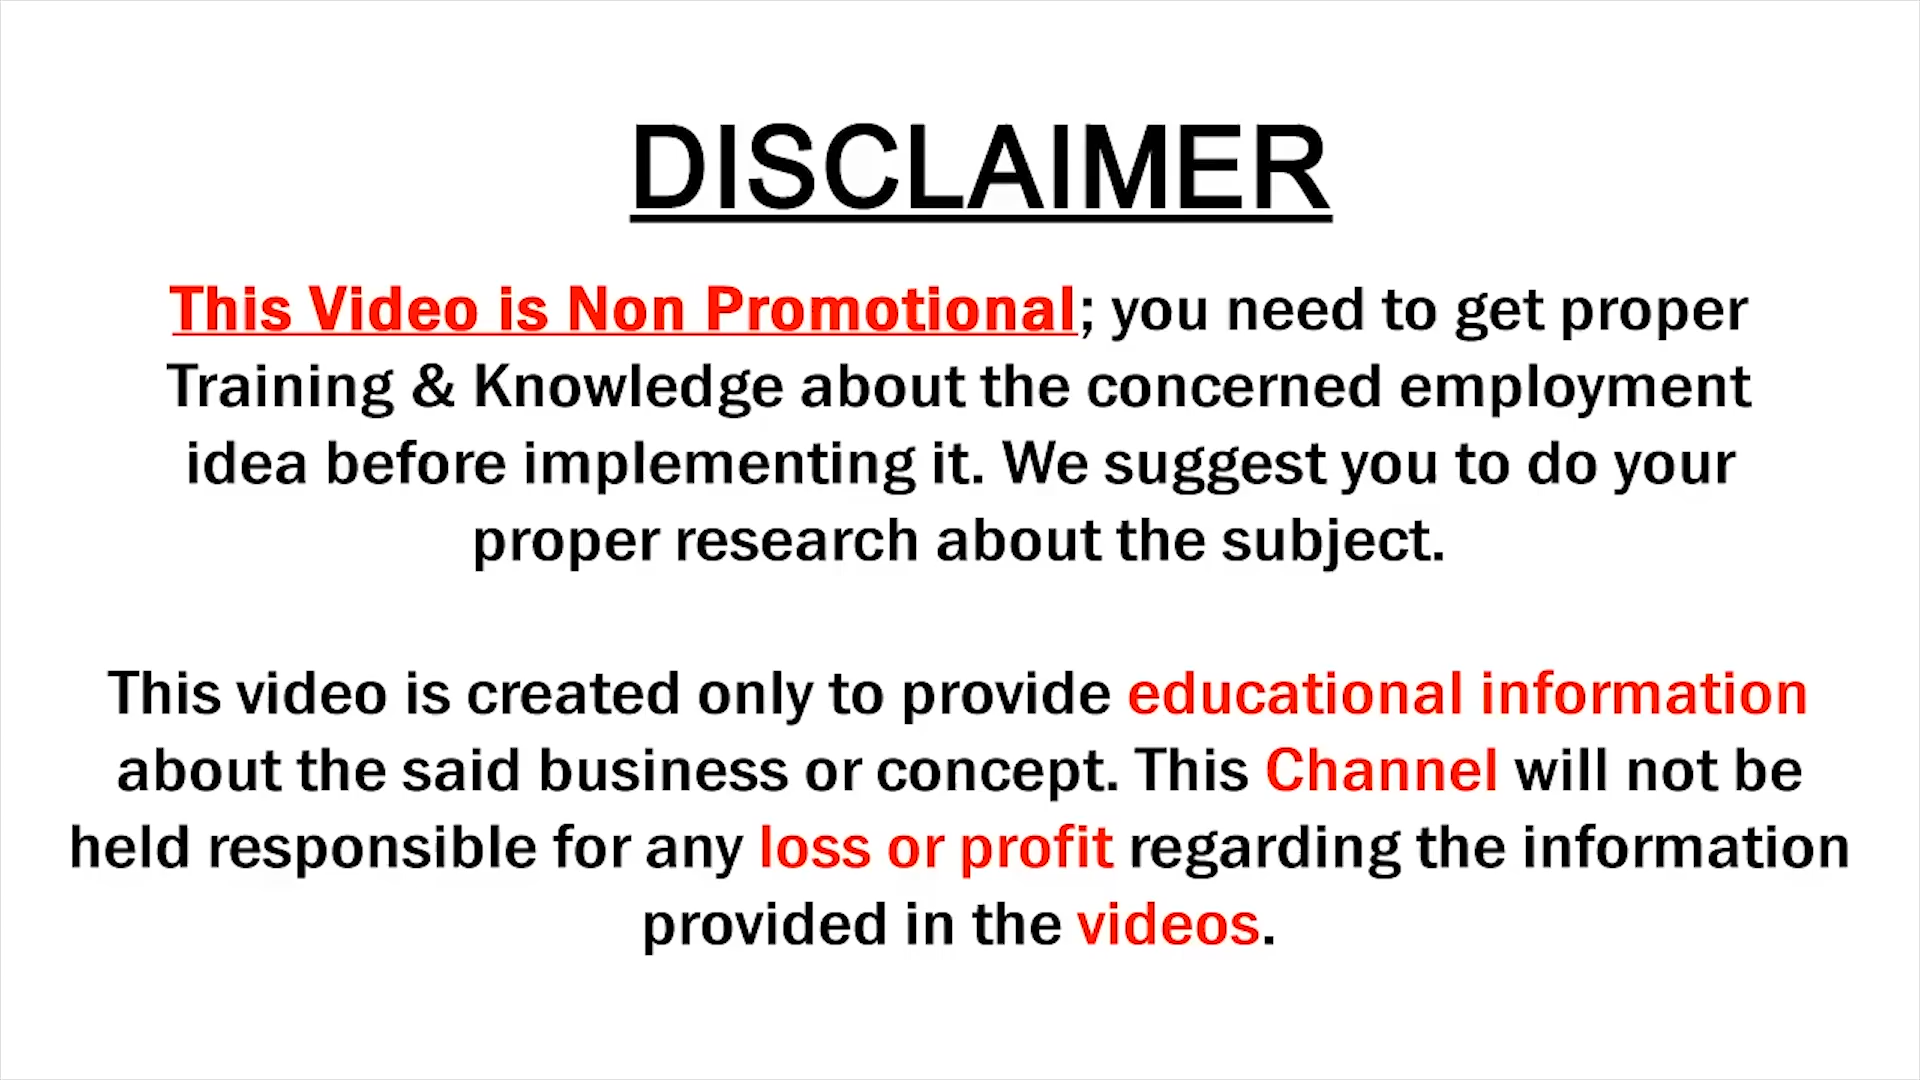 DISCLAIMER
This Video is Non Promotional; you need to get proper
Training & Knowledge about the concerned employment
idea before implementing it. We suggest you to do your
proper research about the subject.
This video is created only to provide educational information
about the said business or concept. This Channel will not be
held responsible for any loss or profit regarding the information
provided in the videos.